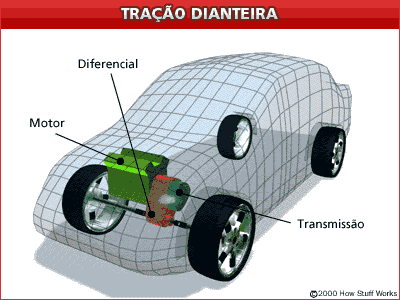 TRAÇÃO DIANTEIRA
Diferencial
Motor
Transmissão
©2000 How Stuff Works